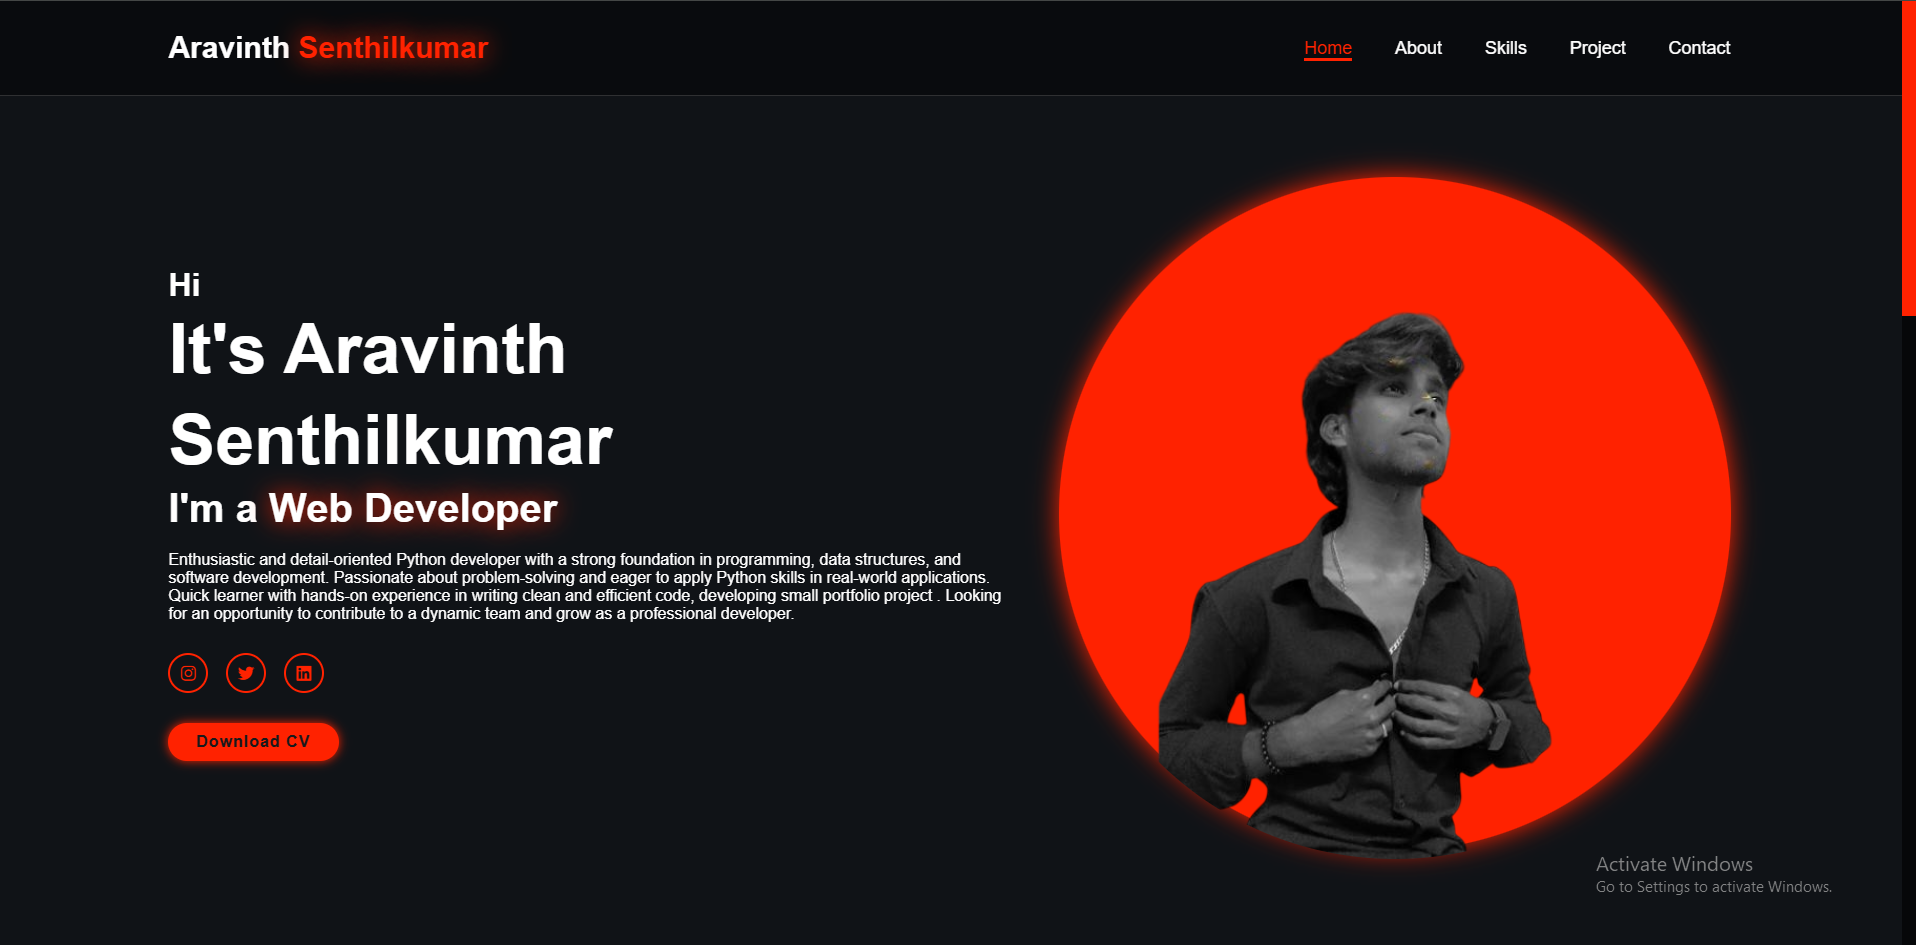 Aravinth Senthilkumar
Home About Skills Project Contact
Hi
It's Aravinth
Senthilkumar
I'm a Web Developer
Enthusiastic and detail-oriented Python developer with a strong foundation in programming, data structures, and
software development. Passionate about problem-solving and eager to apply Python skills in real-world applications.
Quick learner with hands-on experience in writing clean and efficient code, developing small portfolio project . Looking
for an opportunity to contribute to a dynamic team and grow as a professional developer.
Download CV
Activate Windows
Go to Settings to activate Windows.